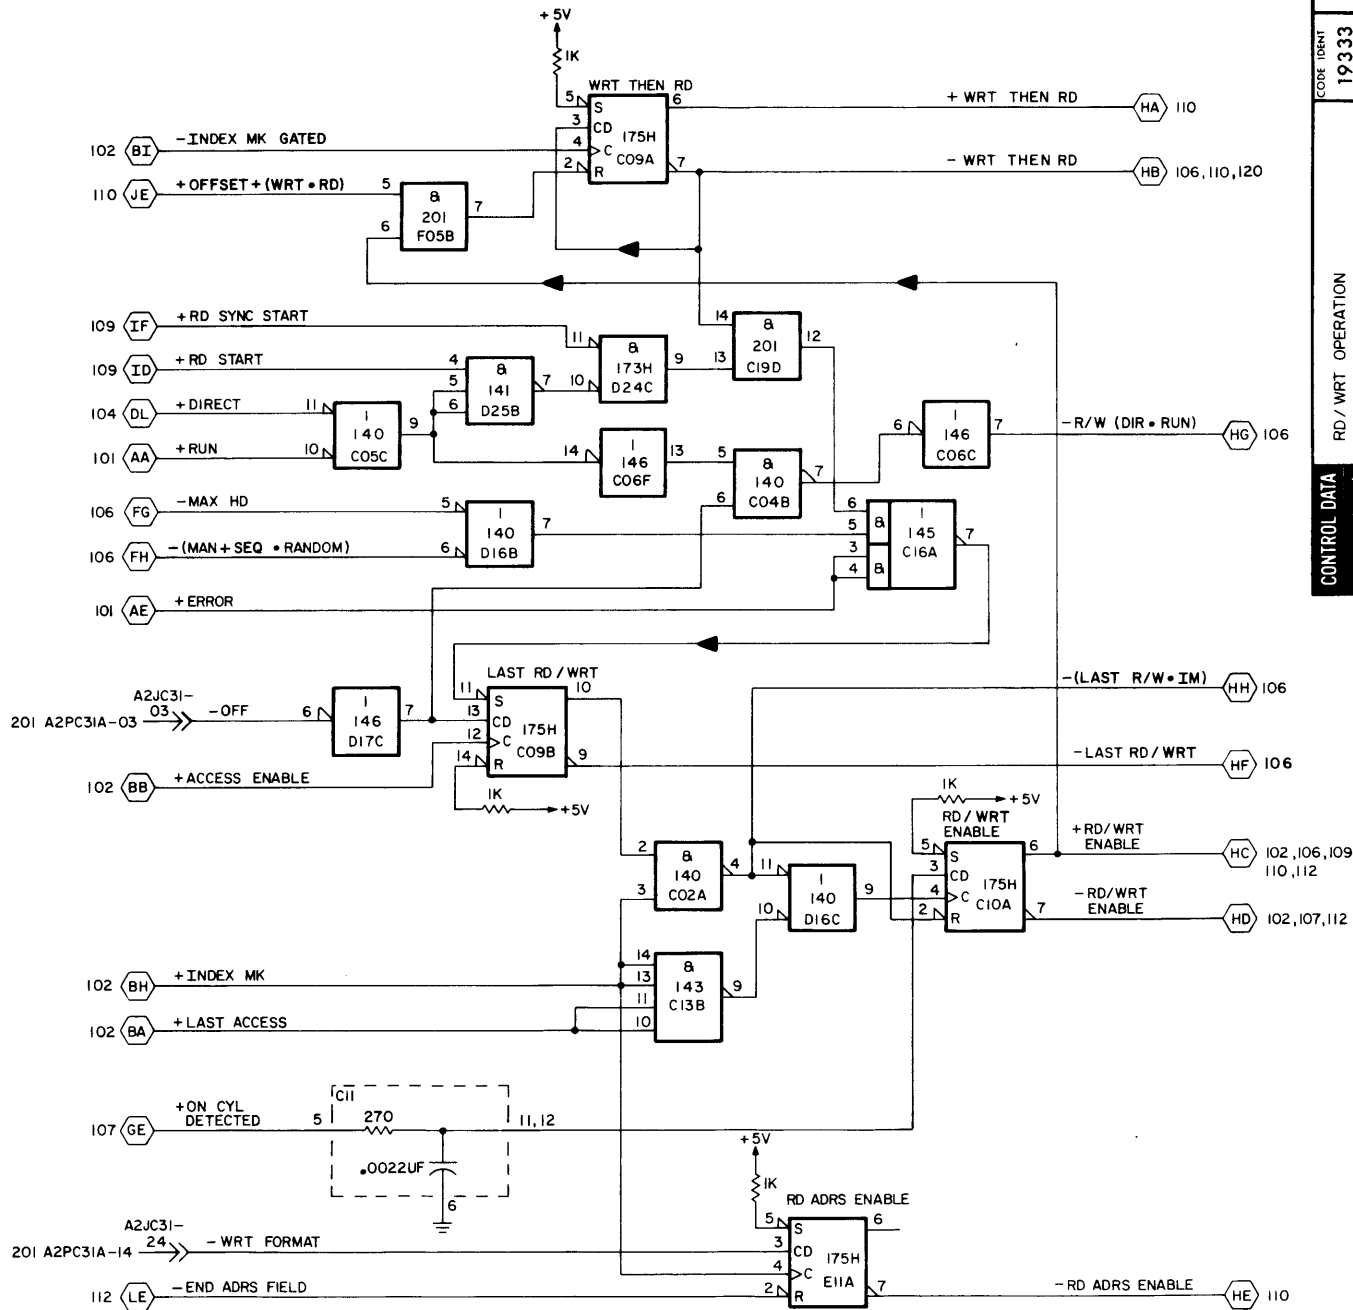 +5V
1K
WRT THEN RD
5 S 6 + WRT THEN RD HA 110
3 CD
175H
102 BI -INDEX MK GATED 4 C
C09A
2 R 7 - WRT THEN RD HB 106,110,120
110 JE +OFFSET+(WRT•RD) 5
& 201 F05B
7
6
109 IF +RD SYNC START 11
& 173H D24C
9
109 ID +RD START 4
5
6
& 141 D25B
7 10
14
13
& 201 C19D
12
104 DL +DIRECT 11
1 140 C05C
9
101 AA +RUN 10
14
1 146 C06F
13 5
6
& 140 C04B
7
6
1 146 C06C
7 -R/W (DIR•RUN) HG 106
106 FG -MAX HD 5
1 140 D16B
7
106 FH -(MAN+SEQ •RANDOM) 6
6
5
3
4
&
&
1 145 C16A
7
101 AE +ERROR
LAST RD/WRT
11 S 10
13 CD
175H
12 C
C09B
14 R 9
A2JC31-
201 A2PC31A-03 03 -OFF 6
1 146 D17C
7
-(LAST R/W•IM) HH 106
-LAST RD/WRT HF 106
102 BB +ACCESS ENABLE
1K
+5V
1K
+5V
RD/WRT
ENABLE
5 S 6
3 CD
175H
4 C
C10A
2 R 7
+RD/WRT
ENABLE
HC 102,106,109
110,112
-RD/WRT
ENABLE
HD 102,107,112
2
3
& 140 C02A
4 11
10
1 140 D16C
9
102 BH +INDEX MK
14
13
11
10
& 143 C13B
9
102 BA +LAST ACCESS
C11
107 GE +ON CYL
DETECTED
5 270 11,12
.0022UF
6
+5V
1K
RD ADRS ENABLE
5 S 6
3 CD
175H
4 C
E11A
2 R 7
A2JC31-
201 A2PC31A-14 24 -WRT FORMAT
112 LE -END ADRS FIELD
-RD ADRS ENABLE HE 110
CODE IDENT
19333
RD/WRT OPERATION
CONTROL DATA